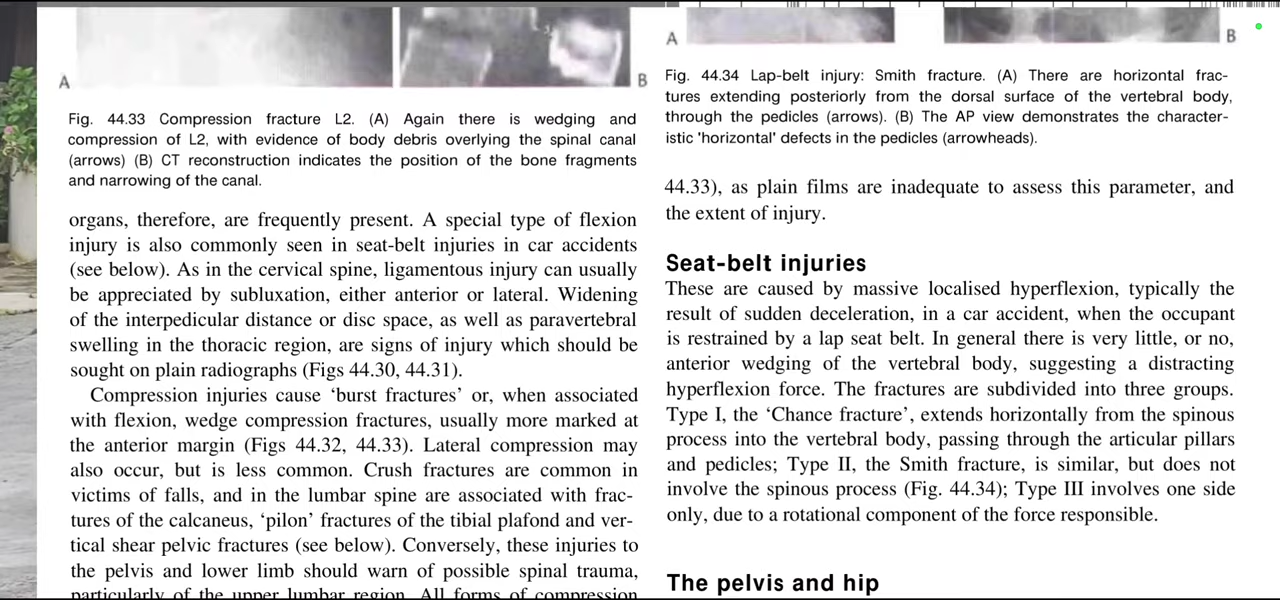 A
B
Fig. 44.33 Compression fracture L2. (A) Again there is wedging and
compression of L2, with evidence of body debris overlying the spinal canal
(arrows) (B) CT reconstruction indicates the position of the bone fragments
and narrowing of the canal.
organs, therefore, are frequently present. A special type of flexion
injury is also commonly seen in seat-belt injuries in car accidents
(see below). As in the cervical spine, ligamentous injury can usually
be appreciated by subluxation, either anterior or lateral. Widening
of the interpedicular distance or disc space, as well as paravertebral
swelling in the thoracic region, are signs of injury which should be
sought on plain radiographs (Figs 44.30, 44.31).
Compression injuries cause ‘burst fractures’ or, when associated
with flexion, wedge compression fractures, usually more marked at
the anterior margin (Figs 44.32, 44.33). Lateral compression may
also occur, but is less common. Crush fractures are common in
victims of falls, and in the lumbar spine are associated with frac-
tures of the calcaneus, ‘pilon’ fractures of the tibial plafond and ver-
tical shear pelvic fractures (see below). Conversely, these injuries to
the pelvis and lower limb should warn of possible spinal trauma,
particularly of the upper lumbar region. All forms of compression
A
B
Fig. 44.34 Lap-belt injury: Smith fracture. (A) There are horizontal frac-
tures extending posteriorly from the dorsal surface of the vertebral body,
through the pedicles (arrows). (B) The AP view demonstrates the character-
istic 'horizontal' defects in the pedicles (arrowheads).
44.33), as plain films are inadequate to assess this parameter, and
the extent of injury.
Seat-belt injuries
These are caused by massive localised hyperflexion, typically the
result of sudden deceleration, in a car accident, when the occupant
is restrained by a lap seat belt. In general there is very little, or no,
anterior wedging of the vertebral body, suggesting a distracting
hyperflexion force. The fractures are subdivided into three groups.
Type I, the ‘Chance fracture’, extends horizontally from the spinous
process into the vertebral body, passing through the articular pillars
and pedicles; Type II, the Smith fracture, is similar, but does not
involve the spinous process (Fig. 44.34); Type III involves one side
only, due to a rotational component of the force responsible.
The pelvis and hip